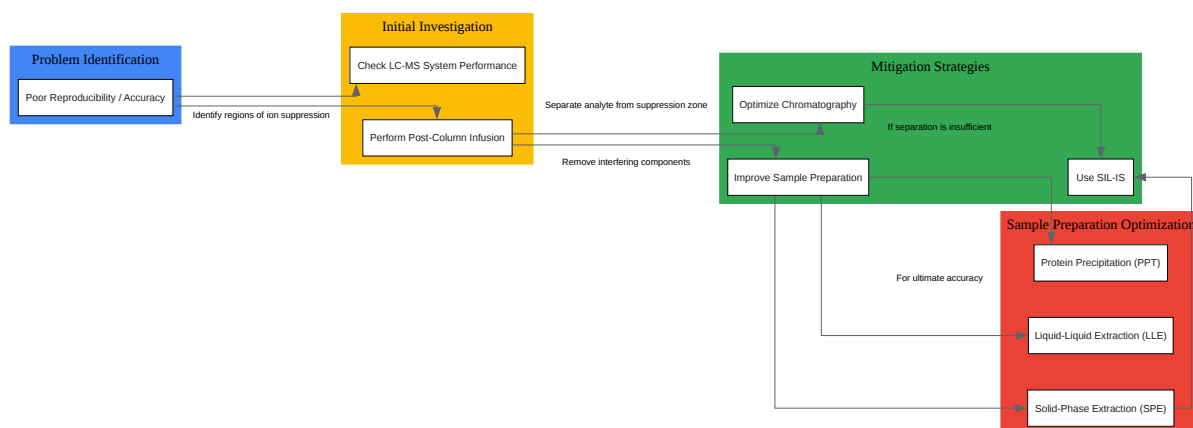 Problem Identification
Poor Reproducibility / Accuracy
Identify regions of ion suppression
Initial Investigation
Check LC-MS System Performance
Perform Post-Column Infusion
Separate analyte from suppression zone
Remove interfering components
Mitigation Strategies
Optimize Chromatography
If separation is insufficient
Improve Sample Preparation
Use SIL-IS
For ultimate accuracy
Sample Preparation Optimization
Protein Precipitation (PPT)
Liquid-Liquid Extraction (LLE)
Solid-Phase Extraction (SPE)